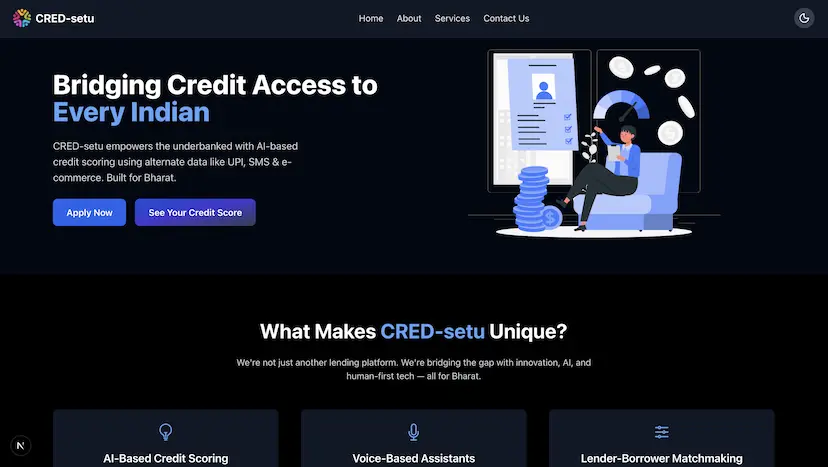 CRED-setu
Home About Services Contact Us
Bridging Credit Access to
Every Indian
CRED-setu empowers the underbanked with AI-based
credit scoring using alternate data like UPI, SMS & e-
commerce. Built for Bharat.
Apply Now See Your Credit Score
What Makes CRED-setu Unique?
We're not just another lending platform. We're bridging the gap with innovation, AI, and
human-first tech — all for Bharat.
AI-Based Credit Scoring Voice-Based Assistants Lender-Borrower Matchmaking
N